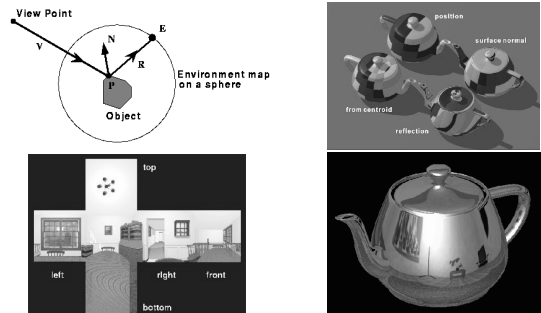 View Point
V
N
E
R
P
Environment map
on a sphere
Object
position
surface normal
from centroid
reflection
top
left
right
front
bottom